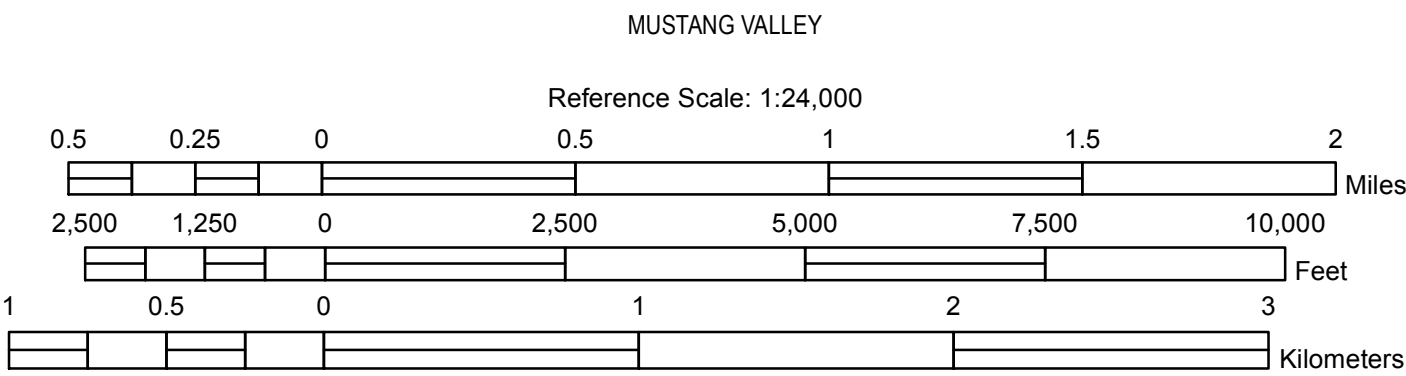 MUSTANG VALLEY
Reference Scale: 1:24,000
0.5 0.25 0 0.5 1 1.5 2
Miles
2,500 1,250 0 2,500 5,000 7,500 10,000
Feet
1 0.5 0 1 2 3
Kilometers